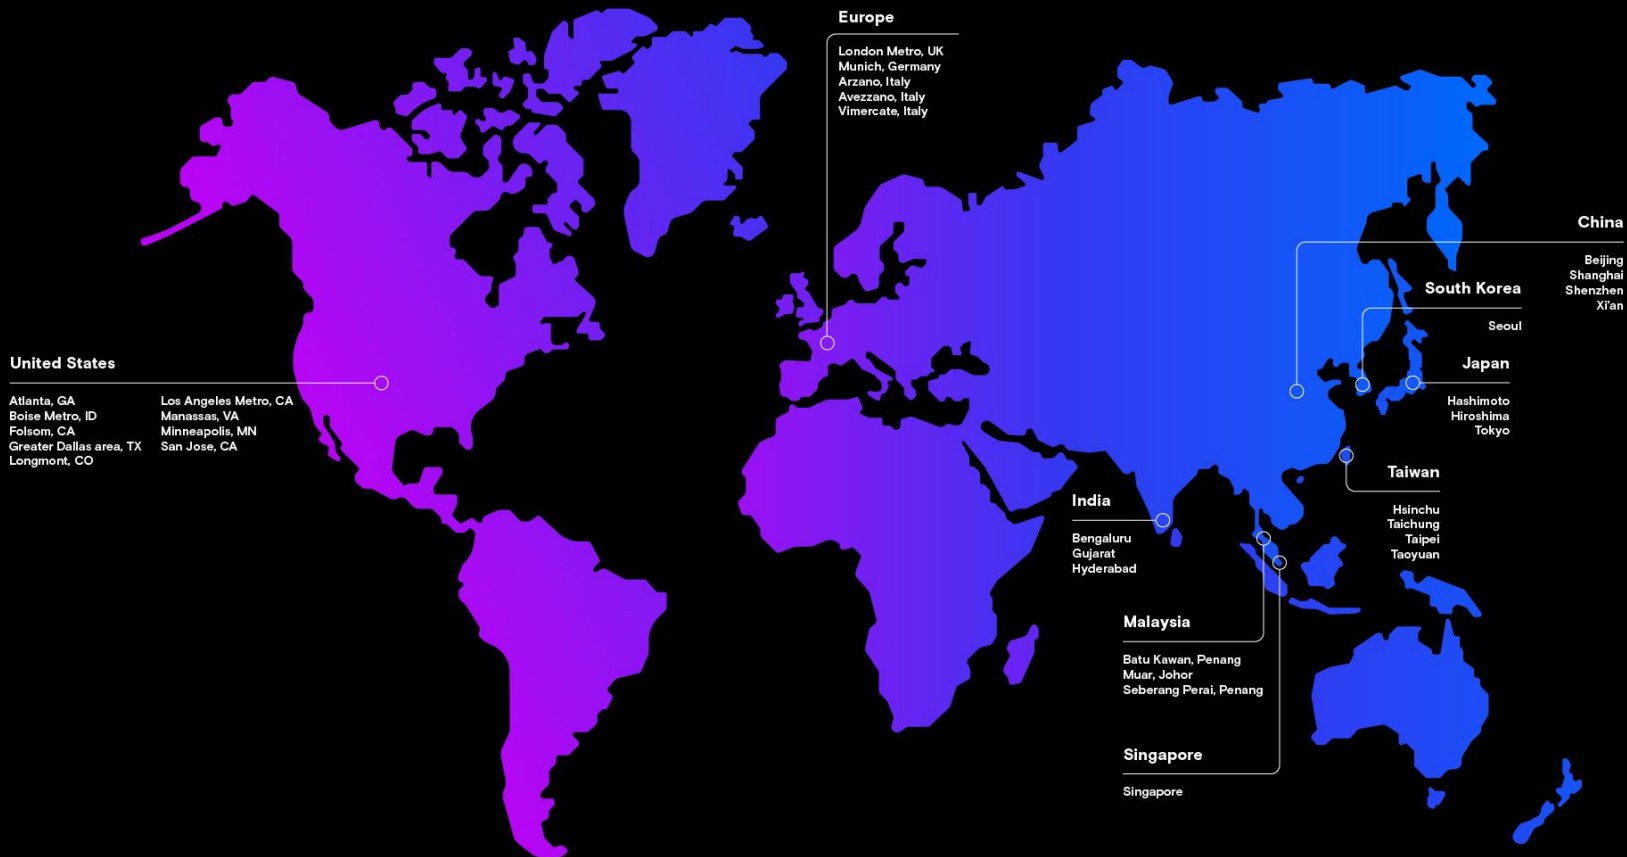 Europe
London Metro, UK
Munich, Germany
Arzano, Italy
Avezzano, Italy
Vimercate, Italy
China
Beijing
Shanghai
Shenzhen
Xi'an
South Korea
Seoul
United States
Atlanta, GA
Boise Metro, ID
Folsom, CA
Greater Dallas area, TX
Longmont, CO
Los Angeles Metro, CA
Manassas, VA
Minneapolis, MN
San Jose, CA
Japan
Hashimoto
Hiroshima
Tokyo
Taiwan
Hsinchu
Taichung
Taipei
Taoyuan
India
Bengaluru
Gujarat
Hyderabad
Malaysia
Batu Kawan, Penang
Muar, Johor
Seberang Perai, Penang
Singapore
Singapore